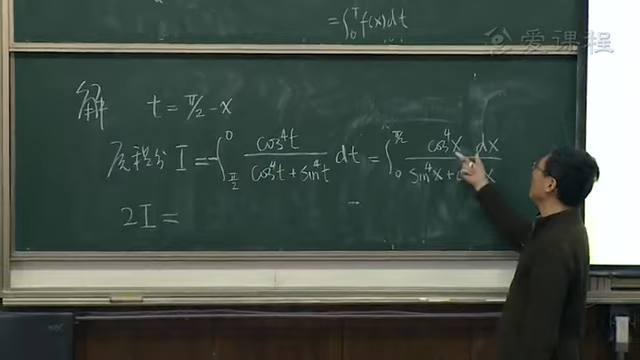 = ∫₀ᵀ f(x)dt
爱课程
解 t = π/2 - x
原积分 I = -∫_{π/2}^0 cos⁴t / (cos⁴t + sin⁴t) dt = ∫₀^{π/2} cos⁴x dx / (sin⁴x + c x
2I =